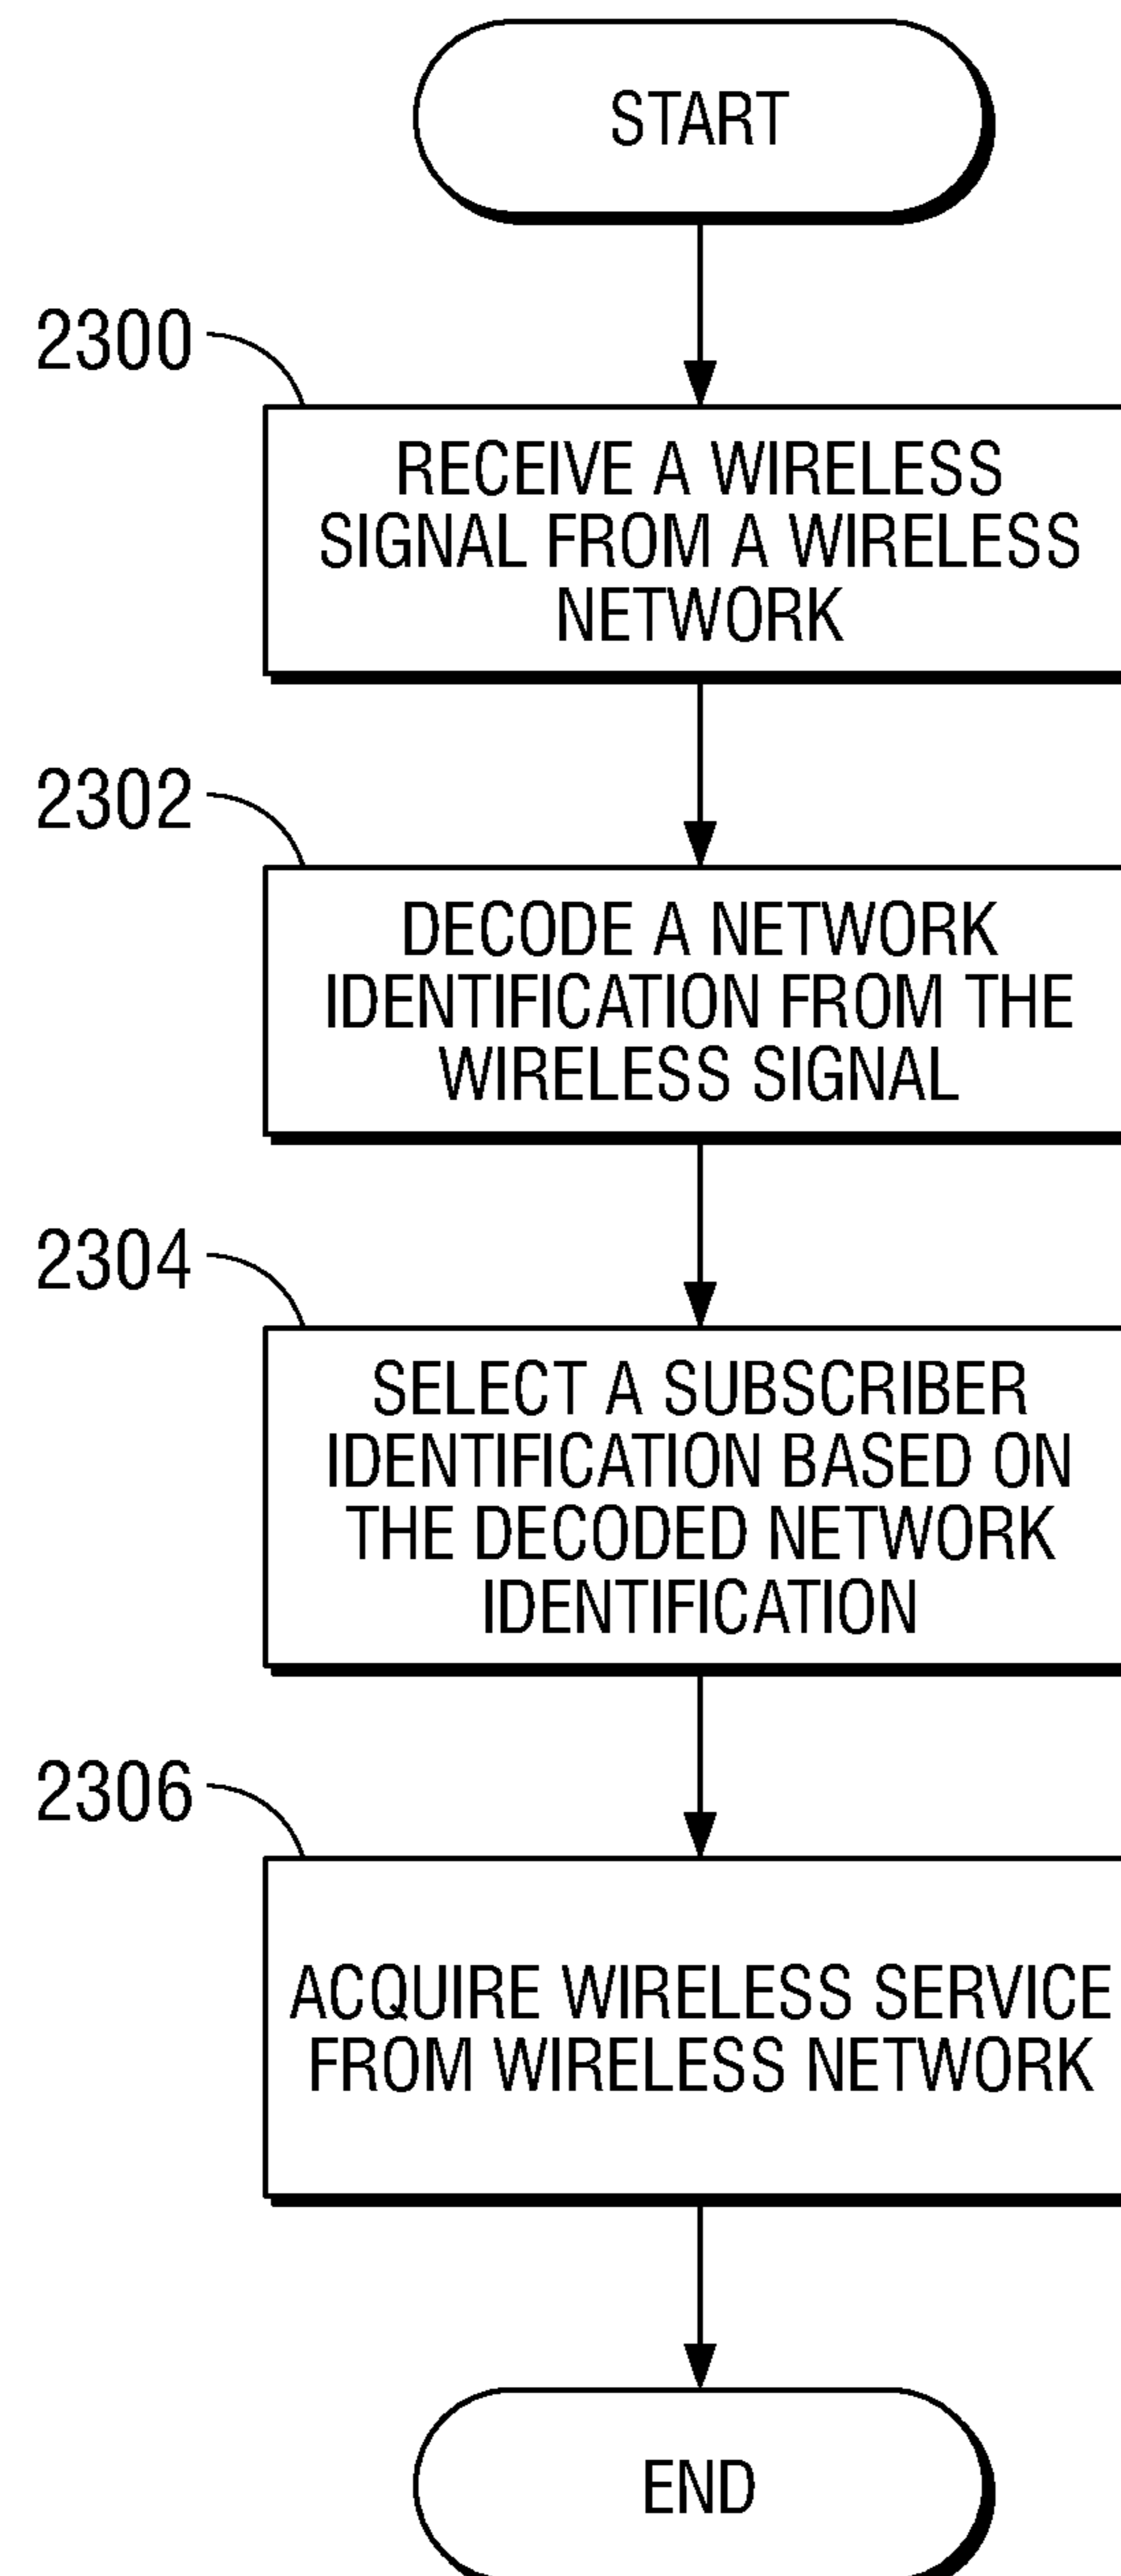 START
2300
RECEIVE A WIRELESS
SIGNAL FROM A WIRELESS
NETWORK
2302
DECODE A NETWORK
IDENTIFICATION FROM THE
WIRELESS SIGNAL
2304
SELECT A SUBSCRIBER
IDENTIFICATION BASED ON
THE DECODED NETWORK
IDENTIFICATION
2306
ACQUIRE WIRELESS SERVICE
FROM WIRELESS NETWORK
END